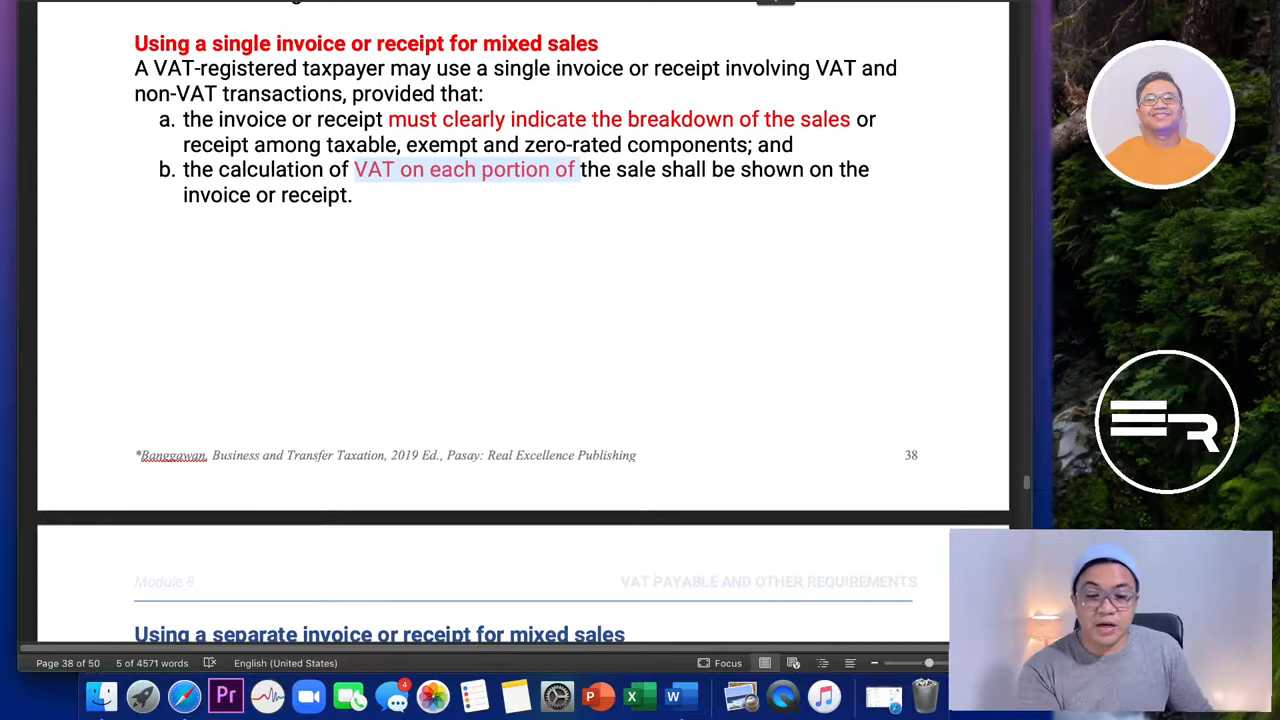 Using a single invoice or receipt for mixed sales
A VAT-registered taxpayer may use a single invoice or receipt involving VAT and
non-VAT transactions, provided that:
a. the invoice or receipt must clearly indicate the breakdown of the sales or
receipt among taxable, exempt and zero-rated components; and
b. the calculation of VAT on each portion of the sale shall be shown on the
invoice or receipt.
*Banggawan, Business and Transfer Taxation, 2019 Ed., Pasay: Real Excellence Publishing 38
Module 8 VAT PAYABLE AND OTHER REQUIREMENTS
Using a separate invoice or receipt for mixed sales
Page 38 of 50 5 of 4571 words English (United States) Focus
Pr 4 P X W
ER